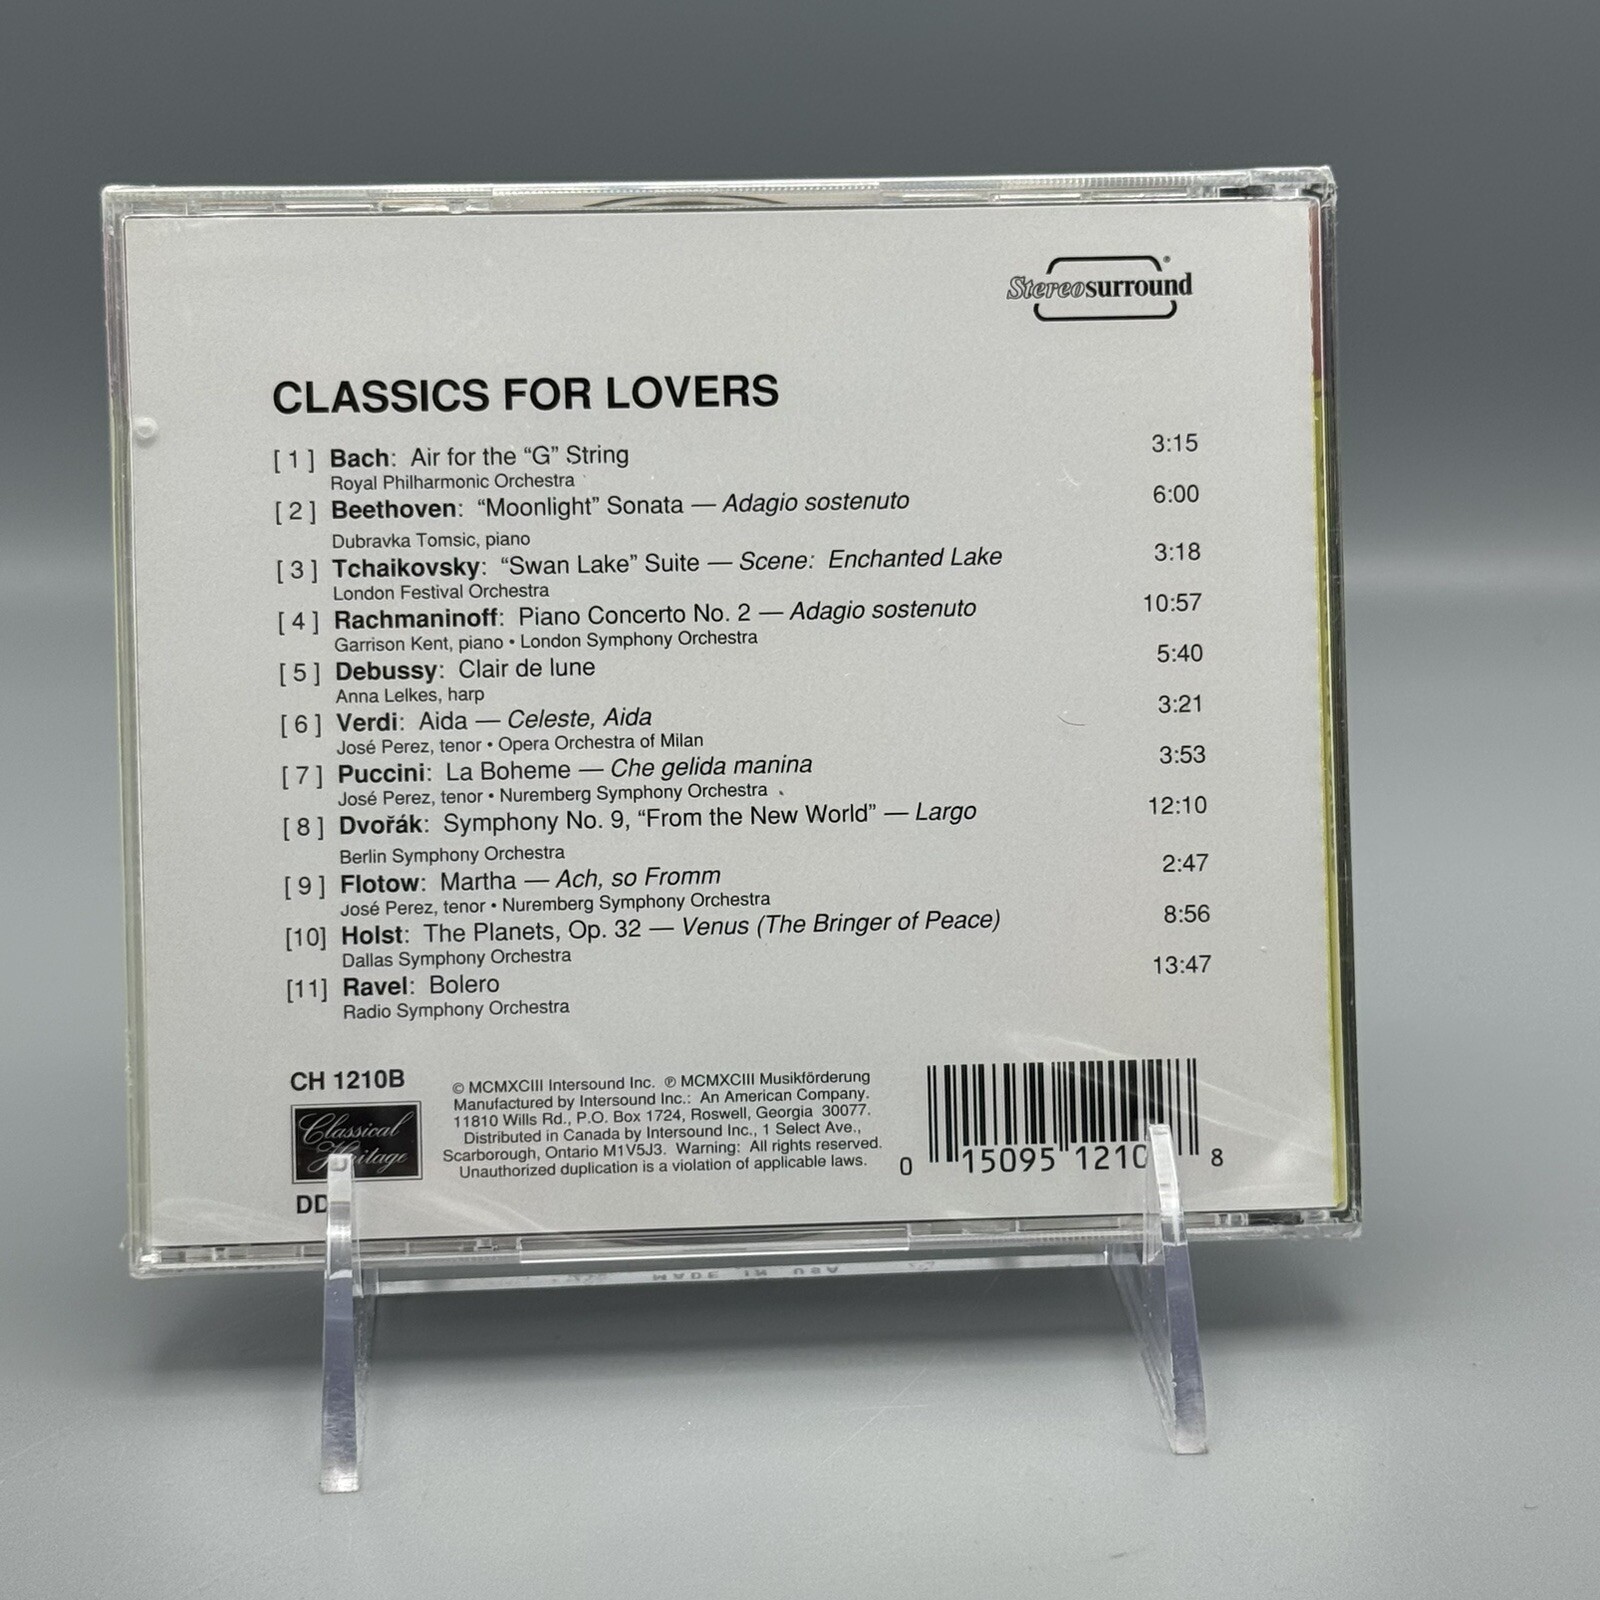 Stereosurround®
CLASSICS FOR LOVERS
[ 1 ] Bach: Air for the “G” String 3:15
Royal Philharmonic Orchestra
[ 2 ] Beethoven: “Moonlight” Sonata — Adagio sostenuto 6:00
Dubravka Tomsic, piano
[ 3 ] Tchaikovsky: “Swan Lake” Suite — Scene: Enchanted Lake 3:18
London Festival Orchestra
[ 4 ] Rachmaninoff: Piano Concerto No. 2 — Adagio sostenuto 10:57
Garrison Kent, piano • London Symphony Orchestra
[ 5 ] Debussy: Clair de lune 5:40
Anna Lelkes, harp
[ 6 ] Verdi: Aida — Celeste, Aida 3:21
José Perez, tenor • Opera Orchestra of Milan
[ 7 ] Puccini: La Boheme — Che gelida manina 3:53
José Perez, tenor • Nuremberg Symphony Orchestra
[ 8 ] Dvořák: Symphony No. 9, “From the New World” — Largo 12:10
Berlin Symphony Orchestra
[ 9 ] Flotow: Martha — Ach, so Fromm 2:47
José Perez, tenor • Nuremberg Symphony Orchestra
[10] Holst: The Planets, Op. 32 — Venus (The Bringer of Peace) 8:56
Dallas Symphony Orchestra
[11] Ravel: Bolero 13:47
Radio Symphony Orchestra
CH 1210B
Classical
Heritage
© MCMXCIII Intersound Inc. ℗ MCMXCIII Musikförderung
Manufactured by Intersound Inc.: An American Company.
11810 Wills Rd., P.O. Box 1724, Roswell, Georgia 30077.
Distributed in Canada by Intersound Inc., 1 Select Ave.,
Scarborough, Ontario M1V5J3. Warning: All rights reserved.
Unauthorized duplication is a violation of applicable laws.
0 15095 1210 8
MADE IN USA